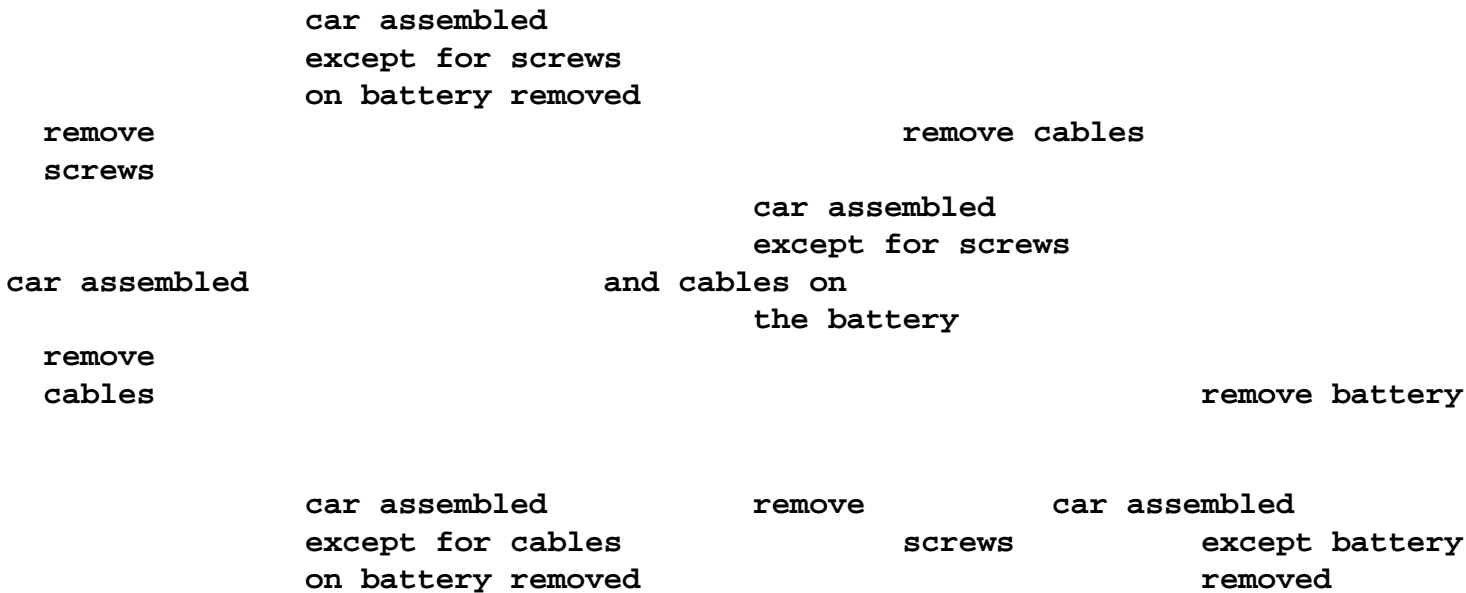 car assembled
except for screws
on battery removed
remove remove cables
screws
car assembled
except for screws
car assembled and cables on
the battery
remove
cables remove battery
car assembled remove car assembled
except for cables screws except battery
on battery removed removed